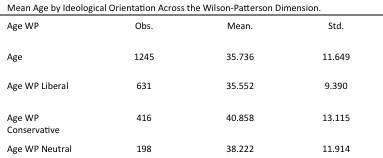 Mean Age by Ideological Orientation Across the Wilson-Patterson Dimension.
Age WP Obs. Mean. Std.
Age 1245 35.736 11.649
Age WP Liberal 631 35.552 9.390
Age WP 416 40.858 13.115
Conservative
Age WP Neutral 198 38.222 11.914